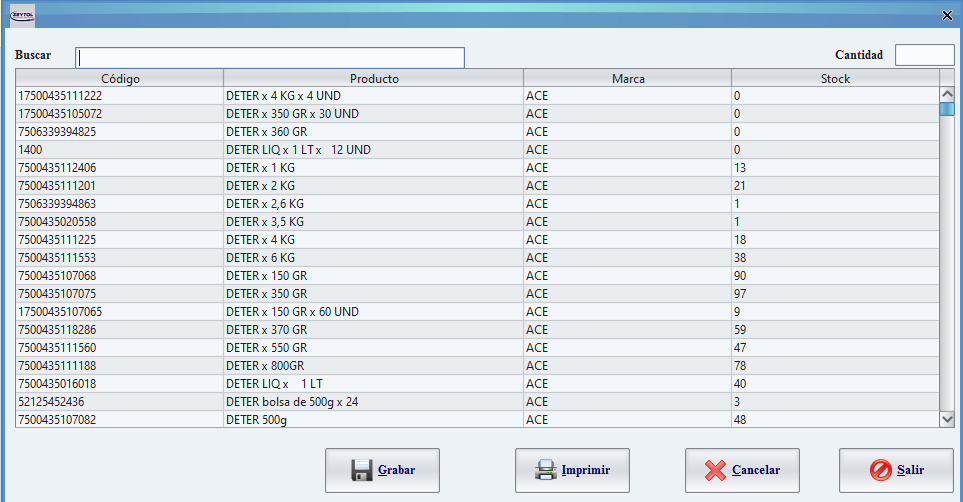 Buscar Cantidad
Código Producto Marca Stock
17500435111222 DETER x 4 KG x 4 UND ACE 0
17500435105072 DETER x 350 GR x 30 UND ACE 0
7506339394825 DETER x 360 GR ACE 0
1400 DETER LIQ x 1 LT x   12 UND ACE 0
7500435112406 DETER x 1 KG ACE 13
7500435111201 DETER x 2 KG ACE 21
7506339394863 DETER x 2,6 KG ACE 1
7500435020558 DETER x 3,5 KG ACE 1
7500435111225 DETER x 4 KG ACE 18
7500435111553 DETER x 6 KG ACE 38
7500435107068 DETER x 150 GR ACE 90
7500435107075 DETER x 350 GR ACE 97
17500435107065 DETER x 150 GR x 60 UND ACE 9
7500435118286 DETER x 370 GR ACE 59
7500435111560 DETER x 550 GR ACE 47
7500435111188 DETER x 800GR ACE 78
7500435016018 DETER LIQ x    1 LT ACE 40
52125452436 DETER bolsa de 500g x 24 ACE 3
7500435107082 DETER 500g ACE 48
Grabar Imprimir Cancelar Salir